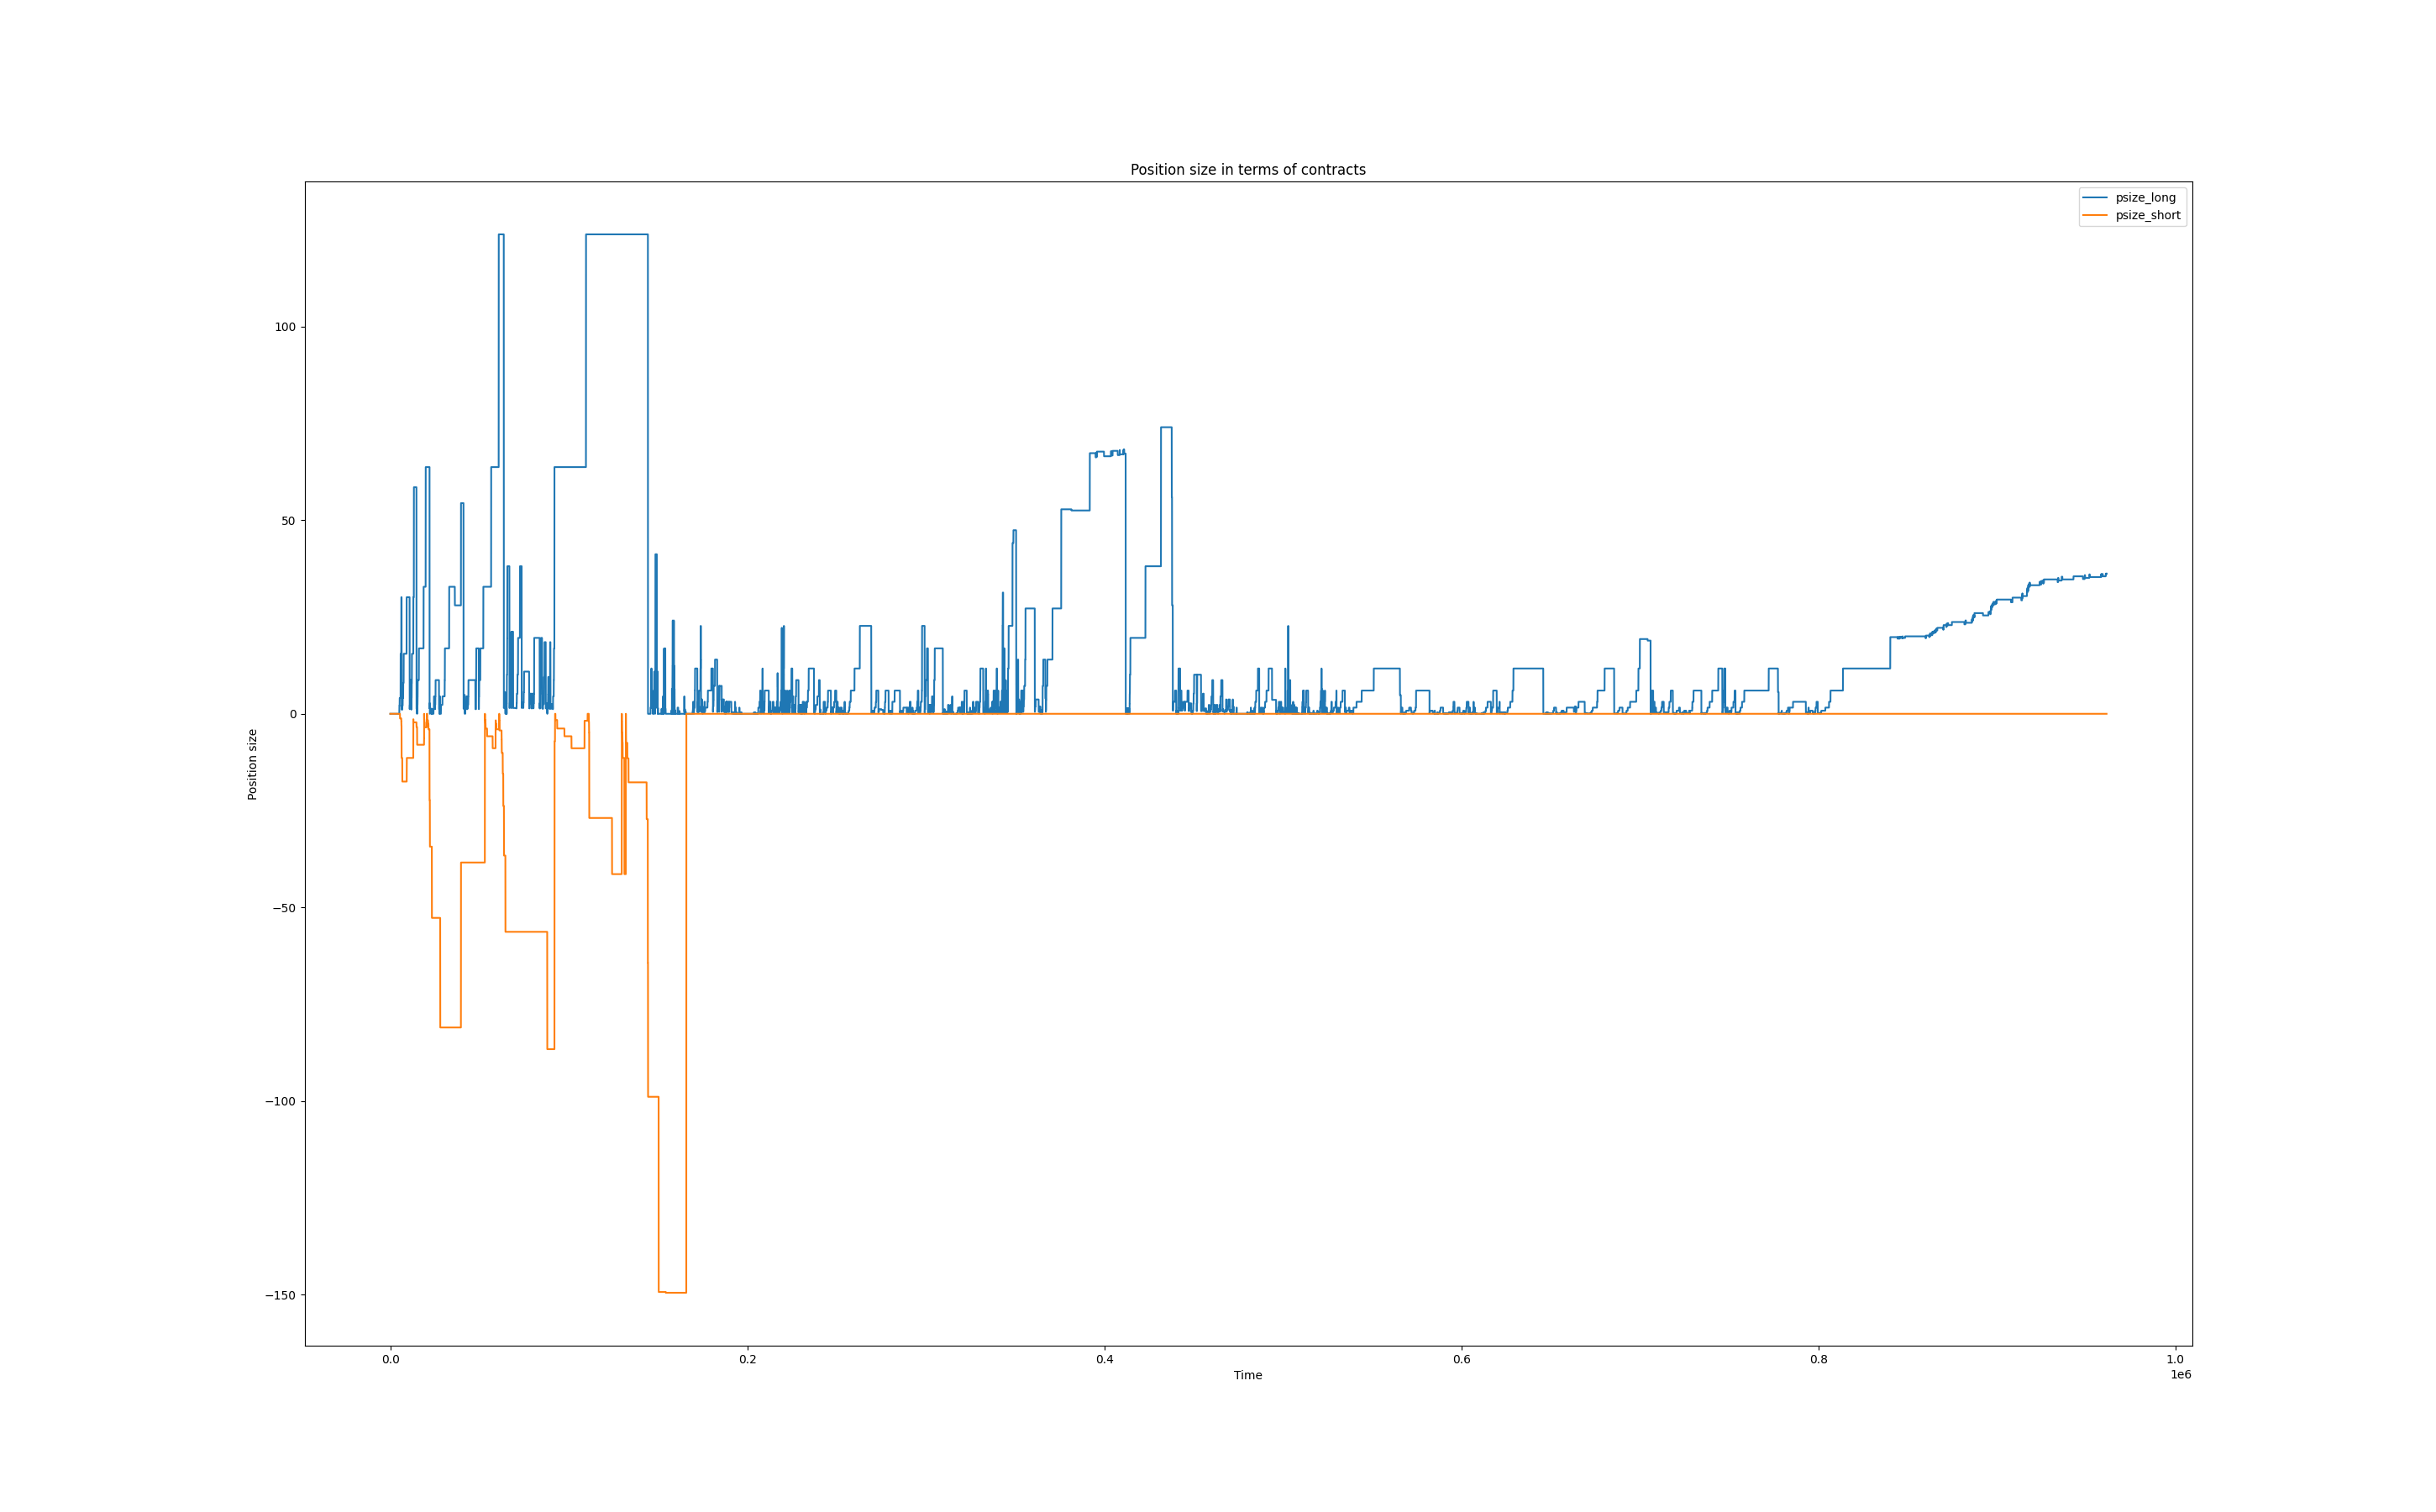 Position size in terms of contracts
psize_long
psize_short
100
50
0
−50
−100
−150
Position size
0.0
0.2
0.4
0.6
0.8
1.0
Time
1e6